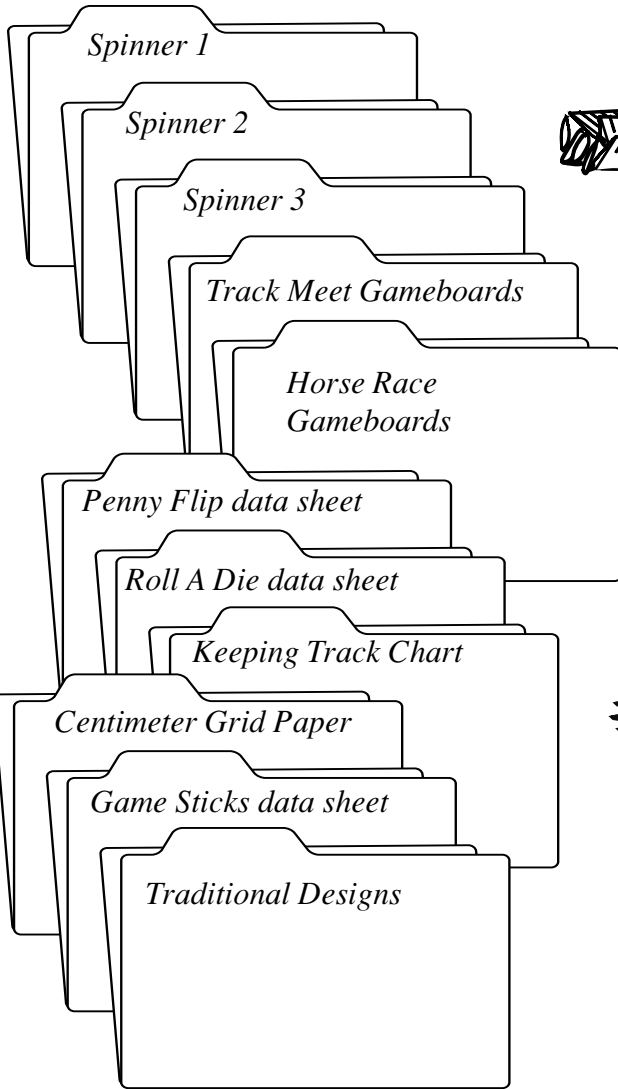 Spinner 1
Spinner 2
Spinner 3
Track Meet Gameboards
Horse Race
Gameboards
Penny Flip data sheet
Roll A Die data sheet
Keeping Track Chart
Centimeter Grid Paper
Game Sticks data sheet
Traditional Designs